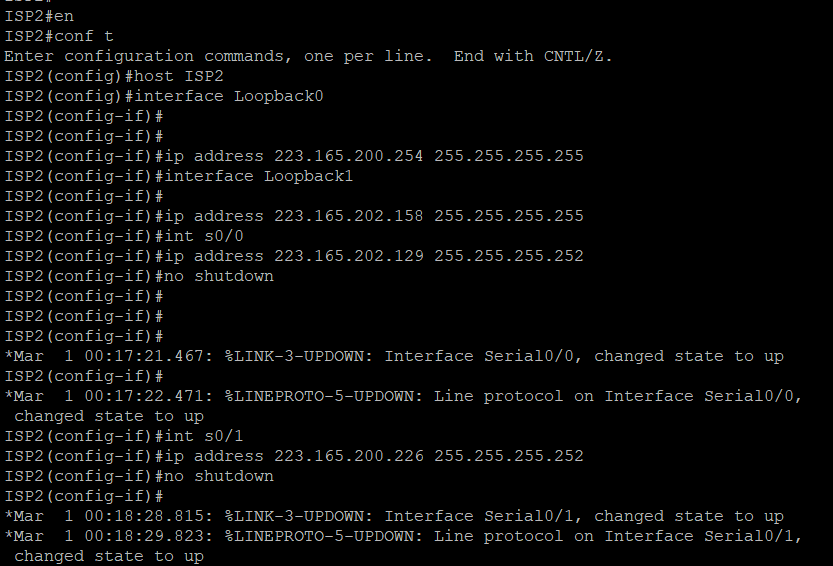 ISP2#
ISP2#en
ISP2#conf t
Enter configuration commands, one per line.  End with CNTL/Z.
ISP2(config)#host ISP2
ISP2(config)#interface Loopback0
ISP2(config-if)#
ISP2(config-if)#
ISP2(config-if)#ip address 223.165.200.254 255.255.255.255
ISP2(config-if)#interface Loopback1
ISP2(config-if)#
ISP2(config-if)#ip address 223.165.202.158 255.255.255.255
ISP2(config-if)#int s0/0
ISP2(config-if)#ip address 223.165.202.129 255.255.255.252
ISP2(config-if)#no shutdown
ISP2(config-if)#
ISP2(config-if)#
ISP2(config-if)#
*Mar  1 00:17:21.467: %LINK-3-UPDOWN: Interface Serial0/0, changed state to up
ISP2(config-if)#
*Mar  1 00:17:22.471: %LINEPROTO-5-UPDOWN: Line protocol on Interface Serial0/0,
 changed state to up
ISP2(config-if)#int s0/1
ISP2(config-if)#ip address 223.165.200.226 255.255.255.252
ISP2(config-if)#no shutdown
ISP2(config-if)#
*Mar  1 00:18:28.815: %LINK-3-UPDOWN: Interface Serial0/1, changed state to up
*Mar  1 00:18:29.823: %LINEPROTO-5-UPDOWN: Line protocol on Interface Serial0/1,
 changed state to up